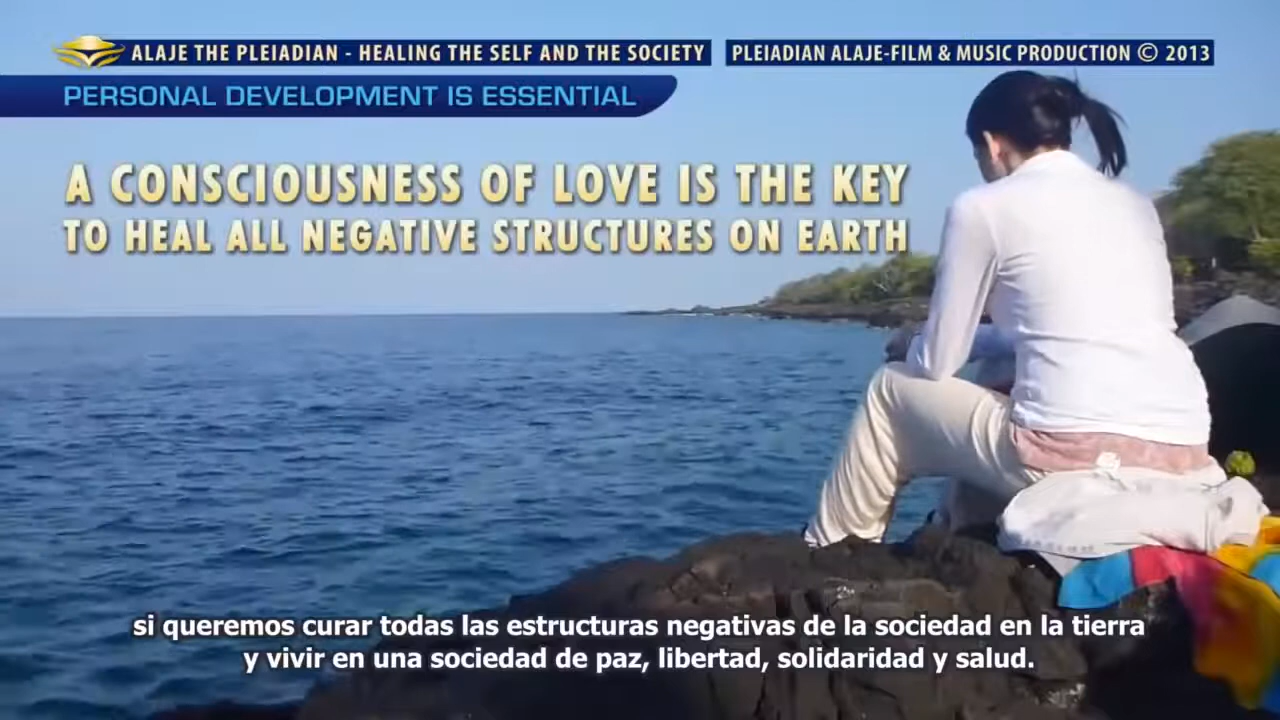 ALAJE THE PLEIADIAN - HEALING THE SELF AND THE SOCIETY
PLEIADIAN ALAJE-FILM & MUSIC PRODUCTION © 2013
PERSONAL DEVELOPMENT IS ESSENTIAL
A CONSCIOUSNESS OF LOVE IS THE KEY
TO HEAL ALL NEGATIVE STRUCTURES ON EARTH
si queremos curar todas las estructuras negativas de la sociedad en la tierra
y vivir en una sociedad de paz, libertad, solidaridad y salud.